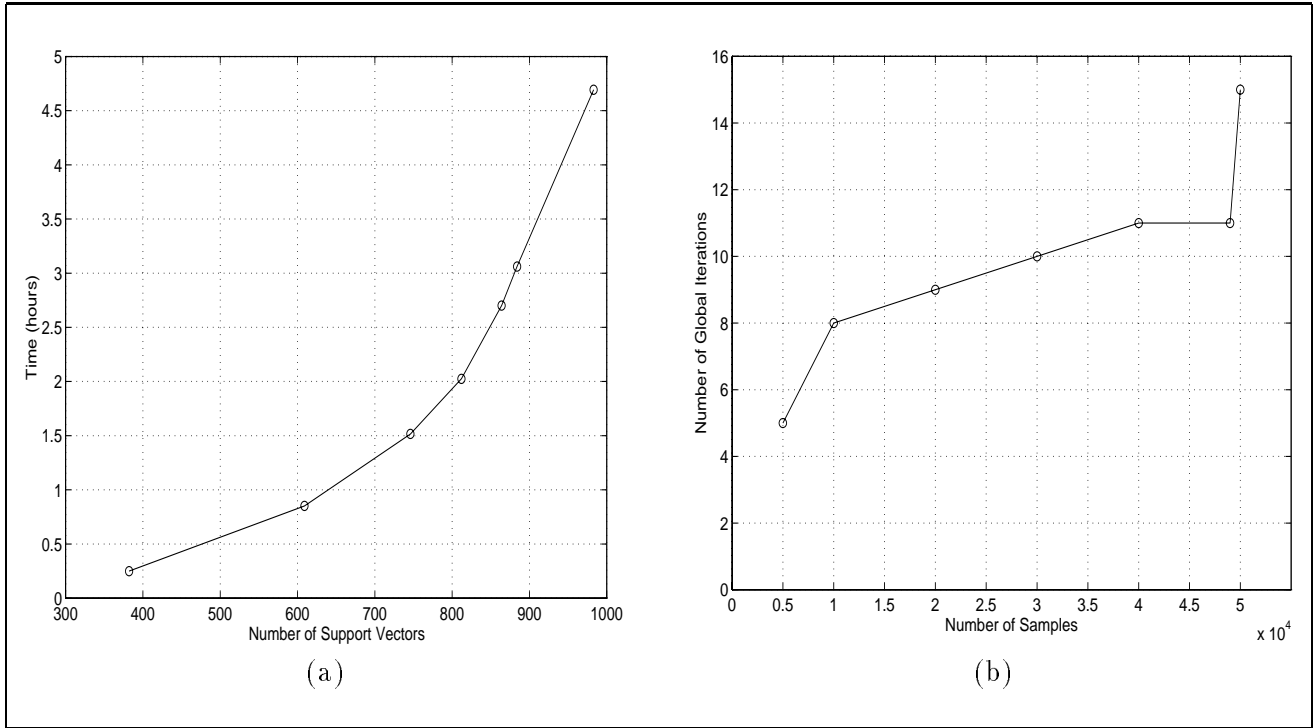 5
4.5
4
3.5
3
2.5
2
1.5
1
0.5
0
Time (hours)
300 400 500 600 700 800 900 1000
Number of Support Vectors
(a)
16
14
12
10
8
6
4
2
0
Number of Global Iterations
0 0.5 1 1.5 2 2.5 3 3.5 4 4.5 5
Number of Samples
x 10⁴
(b)